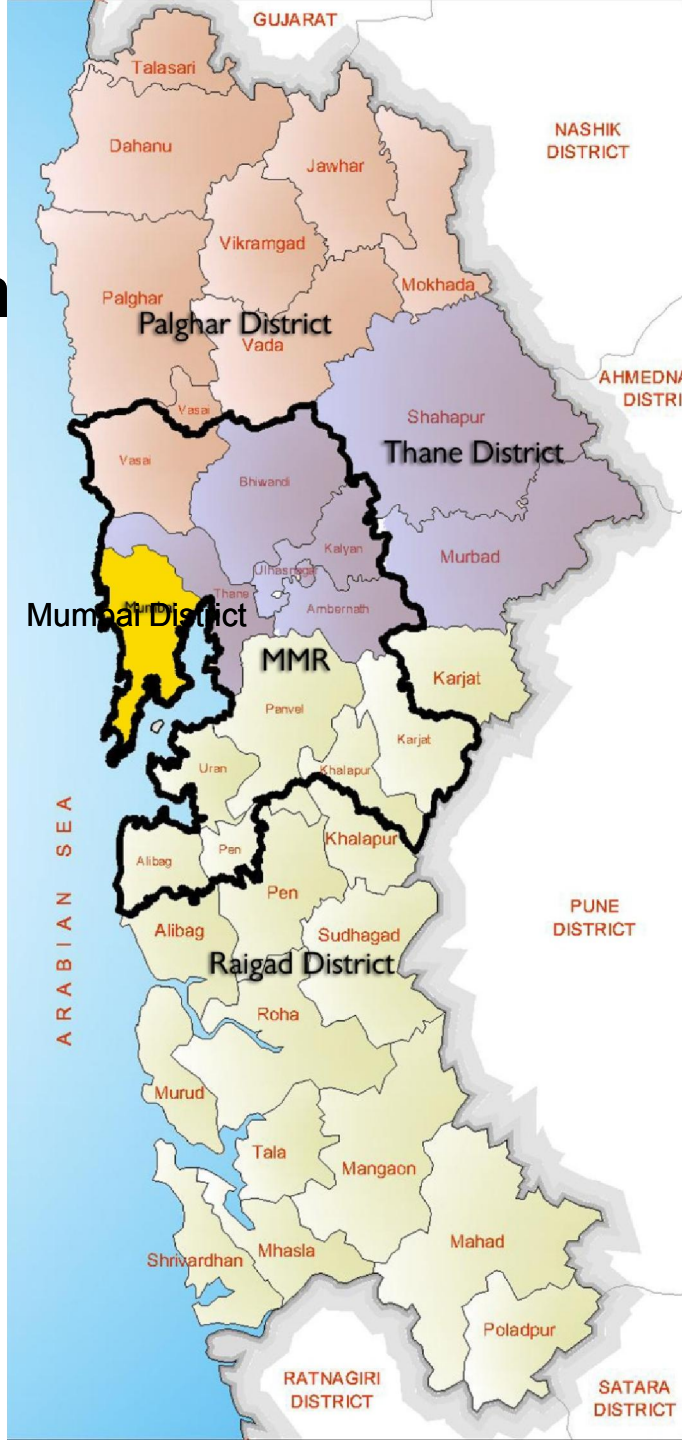 GUJARAT
Talasari
NASHIK
DISTRICT
Dahanu
Jawhar
Vikramgad
Mokhada
Palghar
Palghar District
Vada
AHMEDNA
DISTRI
Vasai
Shahapur
Thane District
Vasai
Bhiwandi
Kalyan
Murbad
Ulhasnagar
Thane
Mumbai
Ambernath
Mumbai District
MMR
Karjat
Panvel
Karjat
Uran
Khalapur
ARABIAN SEA
Khalapur
Pen
Alibag
Pen
PUNE
DISTRICT
Alibag
Sudhagad
Raigad District
Roha
Murud
Tala
Mangaon
Mahad
Mhasla
Shrivardhan
Poladpur
RATNAGIRI
DISTRICT
SATARA
DISTRICT